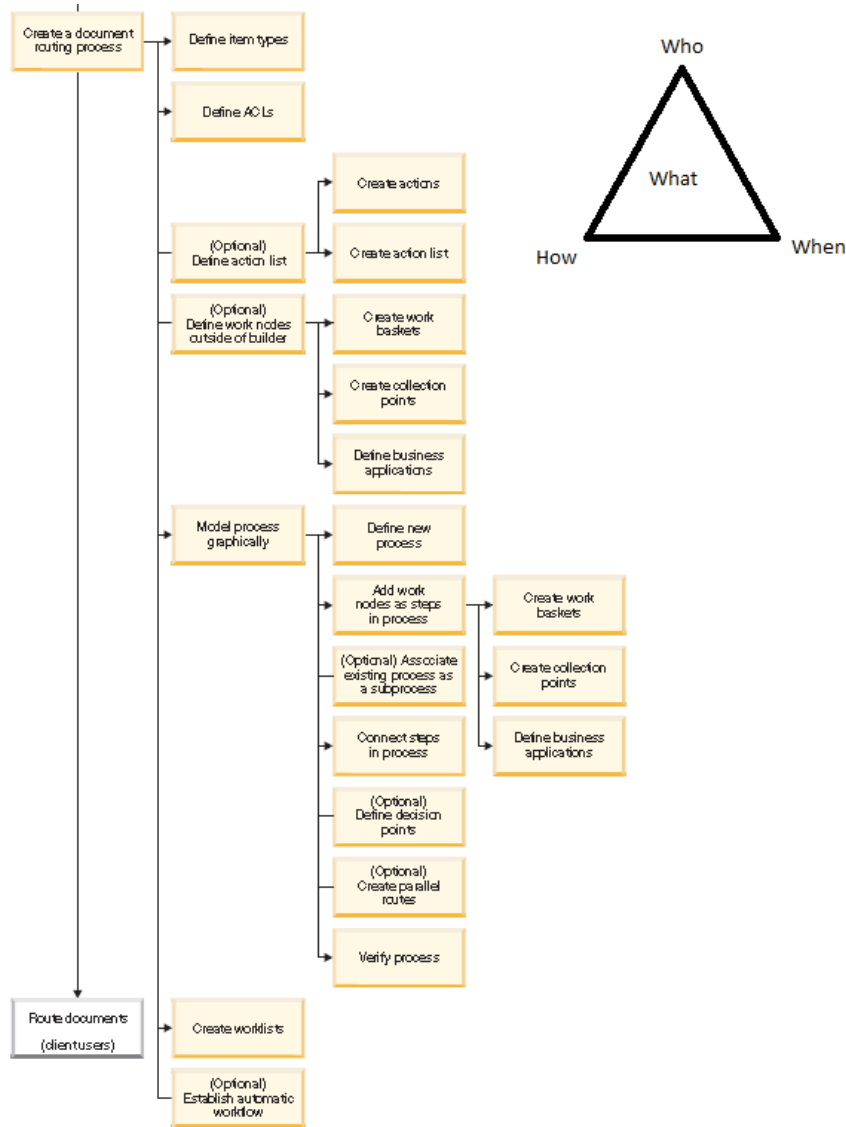 Create a document
routing process
Define item types
Define ACLs
Create actions
(Optional)
Define action list
Create action list
(Optional)
Define work nodes
outside of builder
Create work
baskets
Create collection
points
Define business
applications
Model process
graphically
Define new
process
Add work
nodes as steps
in process
Create work
baskets
(Optional) Associate
existing process as
a subprocess
Create collection
points
Connect steps
in process
Define business
applications
(Optional)
Define decision
points
(Optional)
Create parallel
routes
Verify process
Route documents
(client users)
Create worklists
(Optional)
Establish automatic
workflow
Who
What
How
When